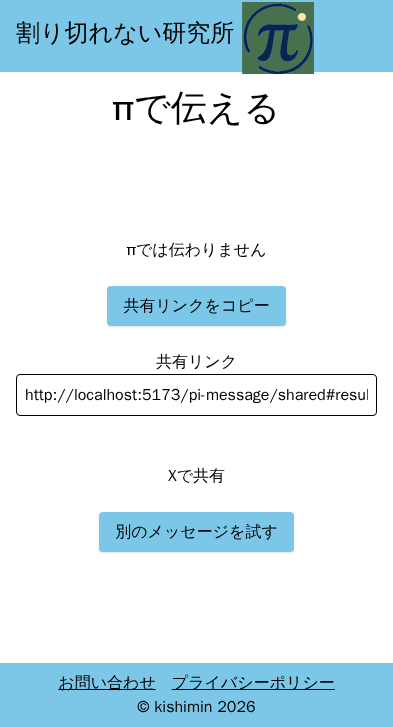 割り切れない研究所
π
πで伝える
πでは伝わりません
共有リンクをコピー
共有リンク
http://localhost:5173/pi-message/shared#resul
Xで共有
別のメッセージを試す
お問い合わせ プライバシーポリシー
© kishimin 2026